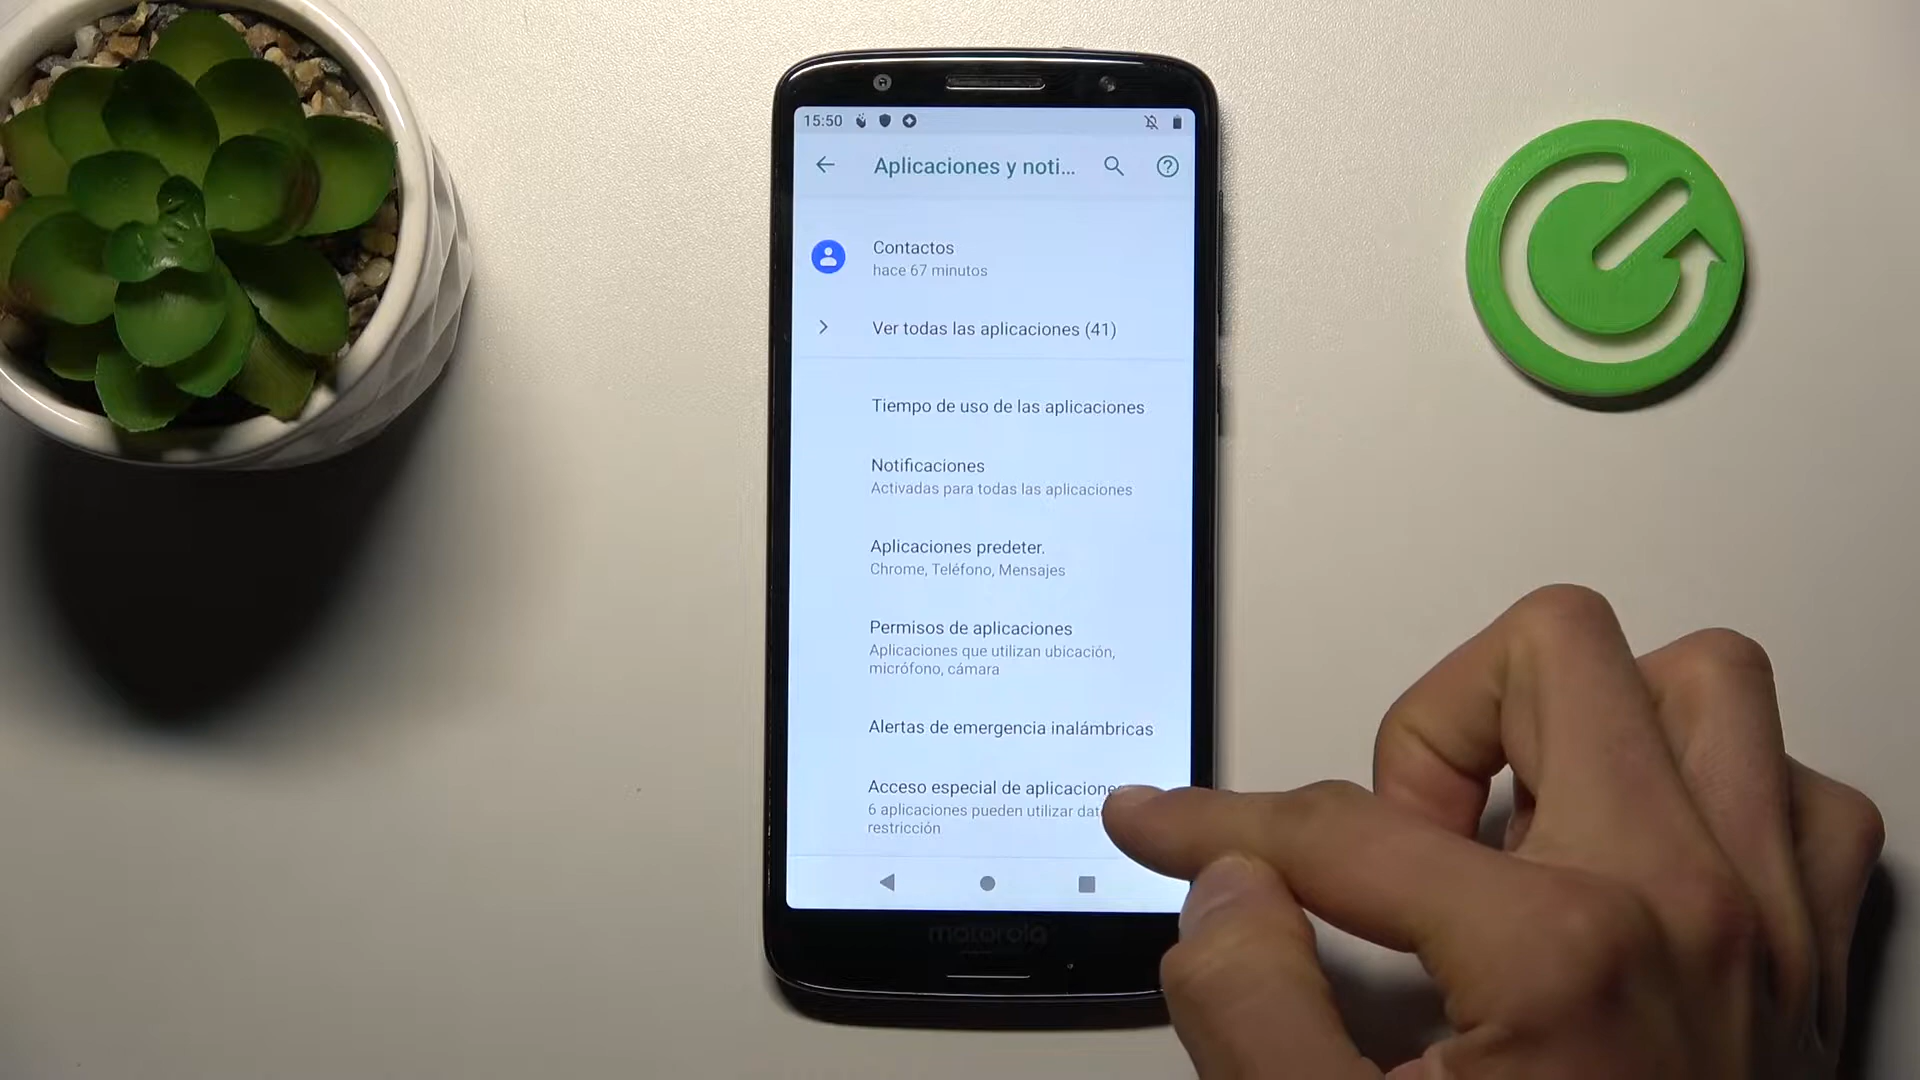 15:50
Aplicaciones y noti...
Contactos
hace 67 minutos
Ver todas las aplicaciones (41)
Tiempo de uso de las aplicaciones
Notificaciones
Activadas para todas las aplicaciones
Aplicaciones predeter.
Chrome, Teléfono, Mensajes
Permisos de aplicaciones
Aplicaciones que utilizan ubicación,
micrófono, cámara
Alertas de emergencia inalámbricas
Acceso especial de aplicaciones
6 aplicaciones pueden utilizar
restricción
motorola